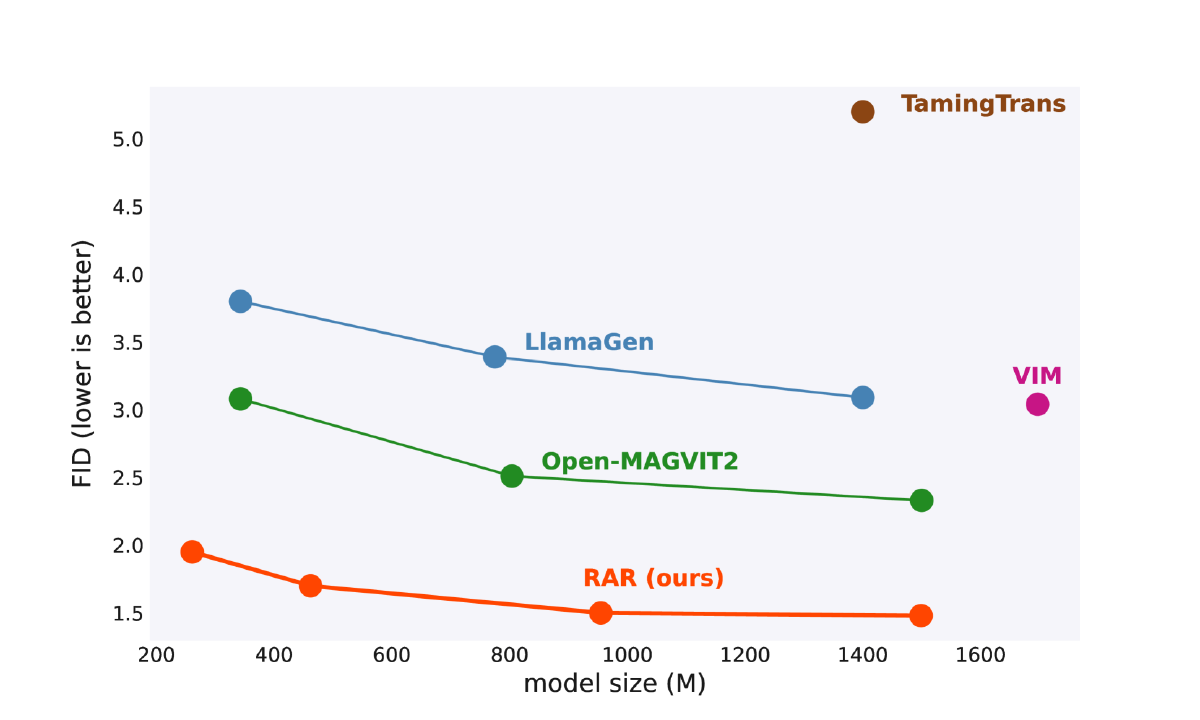 TamingTrans
5.0
4.5
4.0
3.5
3.0
2.5
2.0
1.5
FID (lower is better)
LlamaGen
VIM
Open-MAGVIT2
RAR (ours)
200 400 600 800 1000 1200 1400 1600
model size (M)